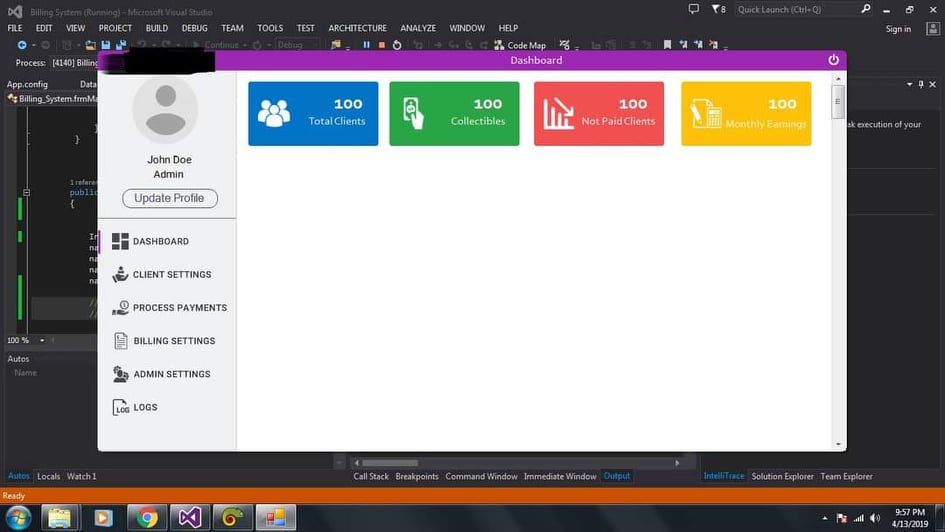 Billing System (Running) - Microsoft Visual Studio
8
Quick Launch (Ctrl+Q)
FILE EDIT VIEW PROJECT BUILD DEBUG TEAM TOOLS TEST ARCHITECTURE ANALYZE WINDOW HELP
Sign in
Continue
Debug
Code Map
Process: [4140] Billing
Dashboard
App.config
Data
Billing_System.frmMa
100
Total Clients
100
Collectibles
100
Not Paid Clients
100
Monthly Earnings
eak execution of your
}
}
John Doe
Admin
Update Profile
1 referen
public
{
In
na
na
na
na
//
//
DASHBOARD
CLIENT SETTINGS
PROCESS PAYMENTS
BILLING SETTINGS
ADMIN SETTINGS
LOG
LOGS
100 %
Autos
Name
Autos Locals Watch 1
Call Stack Breakpoints Command Window Immediate Window Output
IntelliTrace Solution Explorer Team Explorer
Ready
9:57 PM
4/13/2019